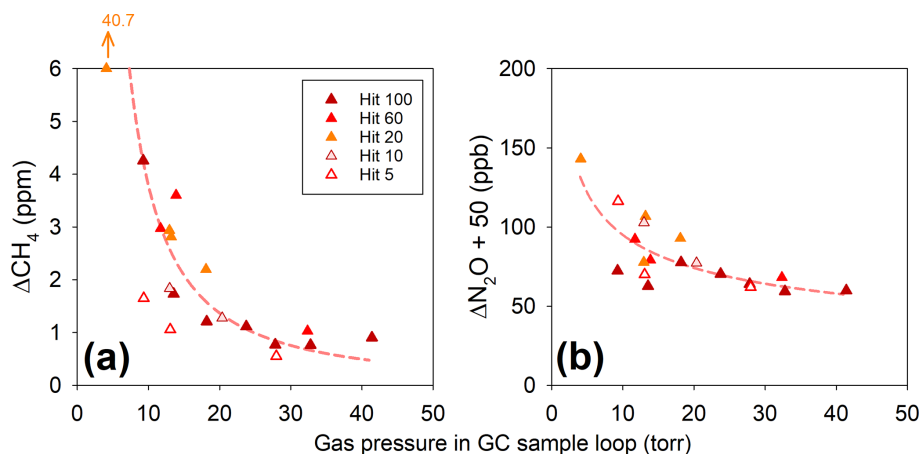 40.7
6
5
4
3
2
1
0
ΔCH4 (ppm)
Hit 100
Hit 60
Hit 20
Hit 10
Hit 5
(a)
0 10 20 30 40 50
200
150
100
50
0
ΔN2O + 50 (ppb)
(b)
0 10 20 30 40 50
Gas pressure in GC sample loop (torr)